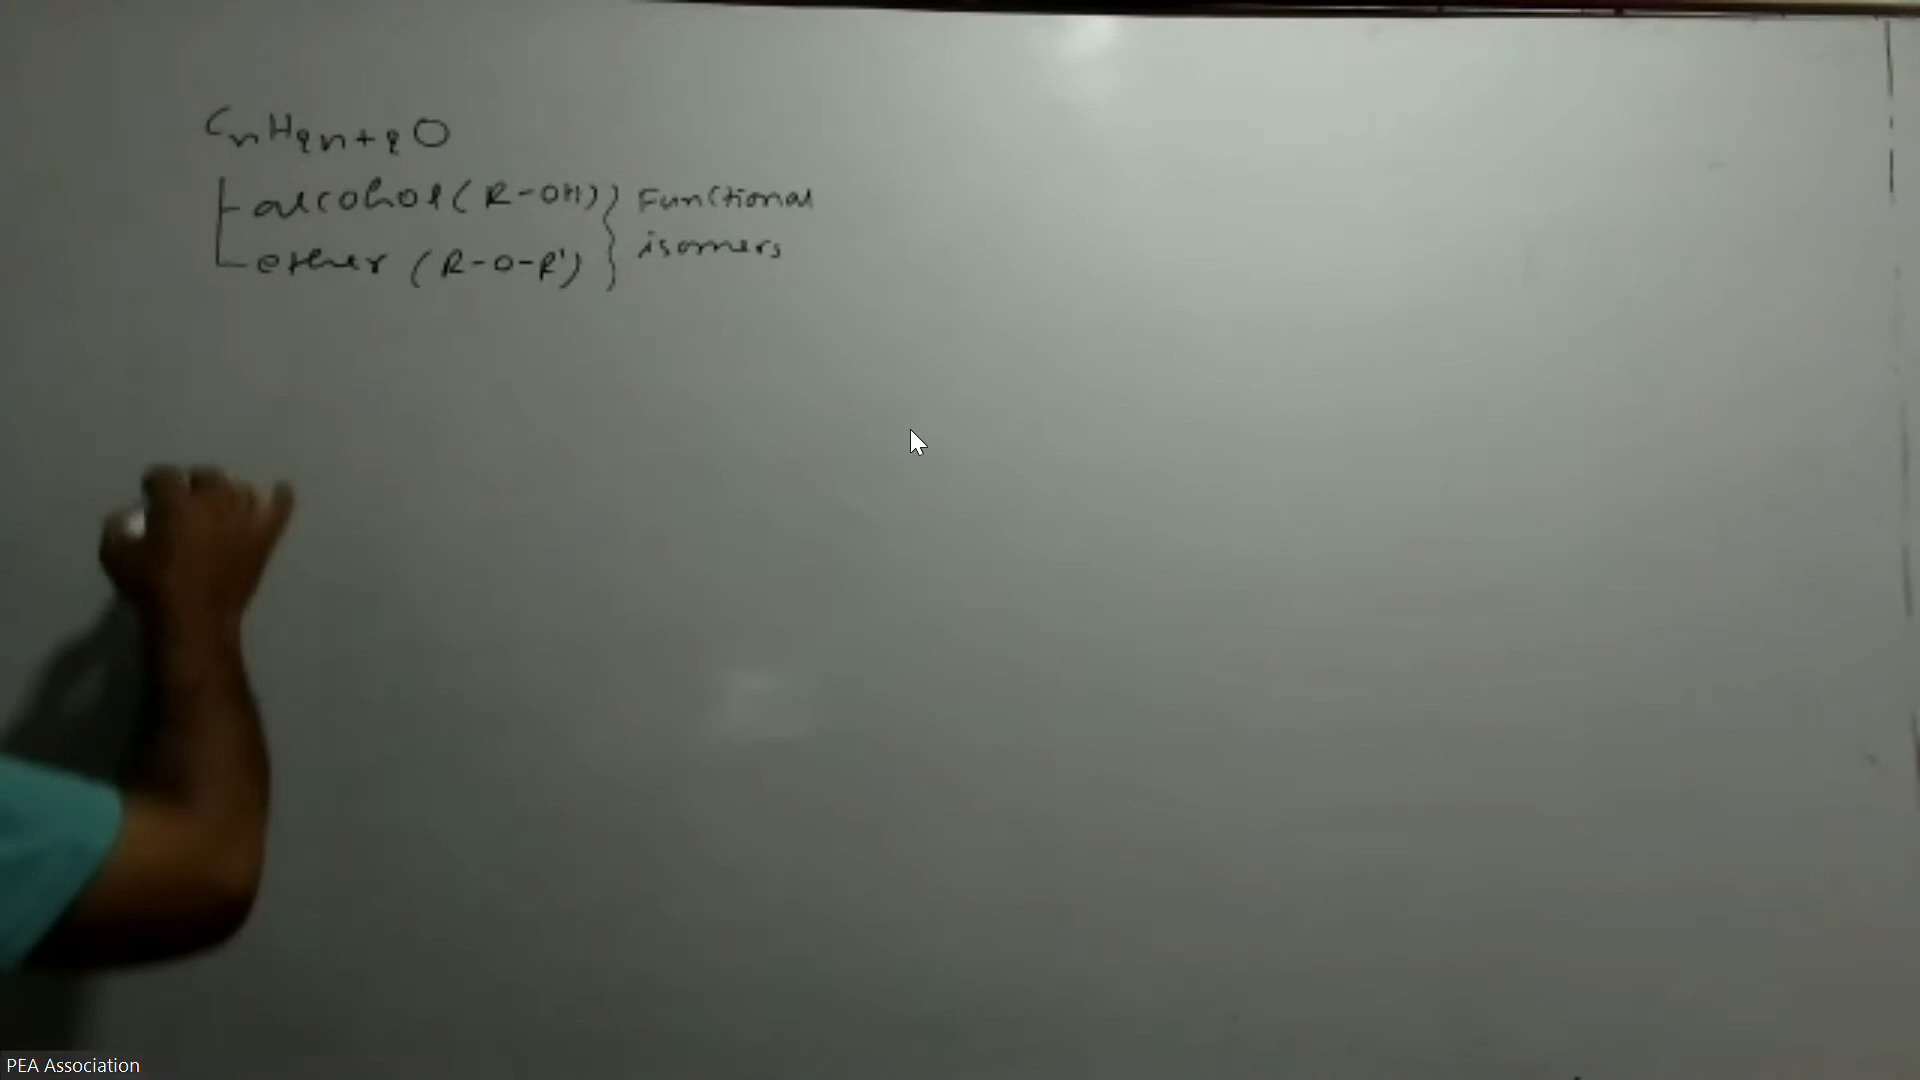 CnH2n+2O
alcohol (R-OH) } Functional
ether (R-O-R') } isomers
PEA Association